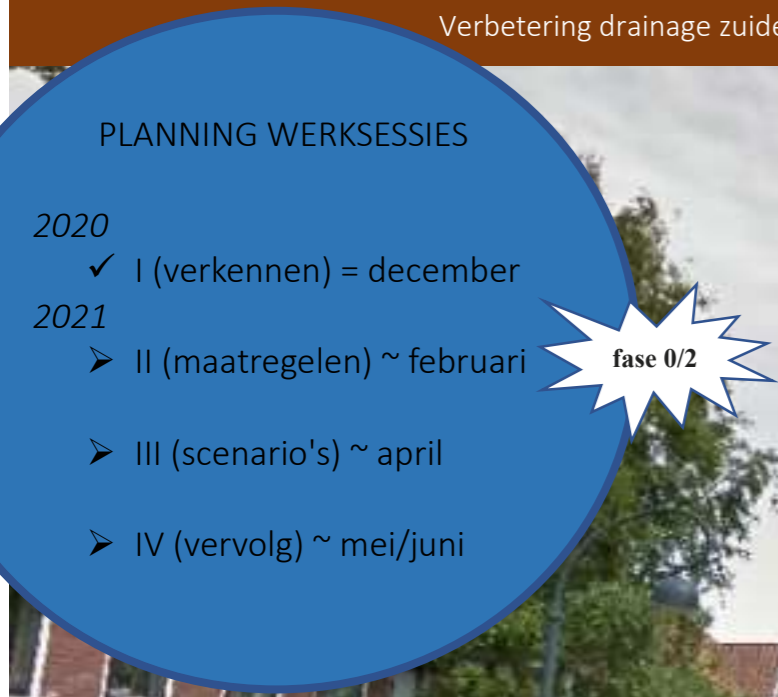 Verbetering drainage zuide
PLANNING WERKSESSIES
2020
✓ I (verkennen) = december
2021
➢ II (maatregelen) ~ februari
fase 0/2
➢ III (scenario's) ~ april
➢ IV (vervolg) ~ mei/juni